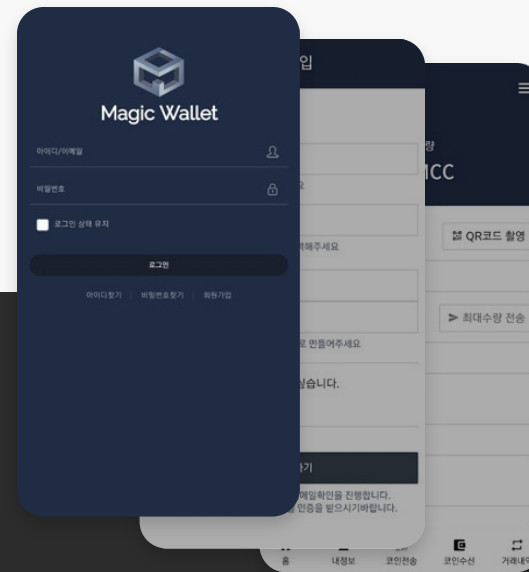 Magic Wallet
아이디/이메일
비밀번호
로그인 상태 유지
로그인
아이디찾기 | 비밀번호찾기 | 회원가입
입
요
해주세요
로 만들어주세요
싶습니다.
하기
메일확인을 진행합니다.
인증을 받으시기바랍니다.
량
MCC
QR코드 촬영
최대수량 전송
홈
내정보
코인전송
코인수신
거래내역